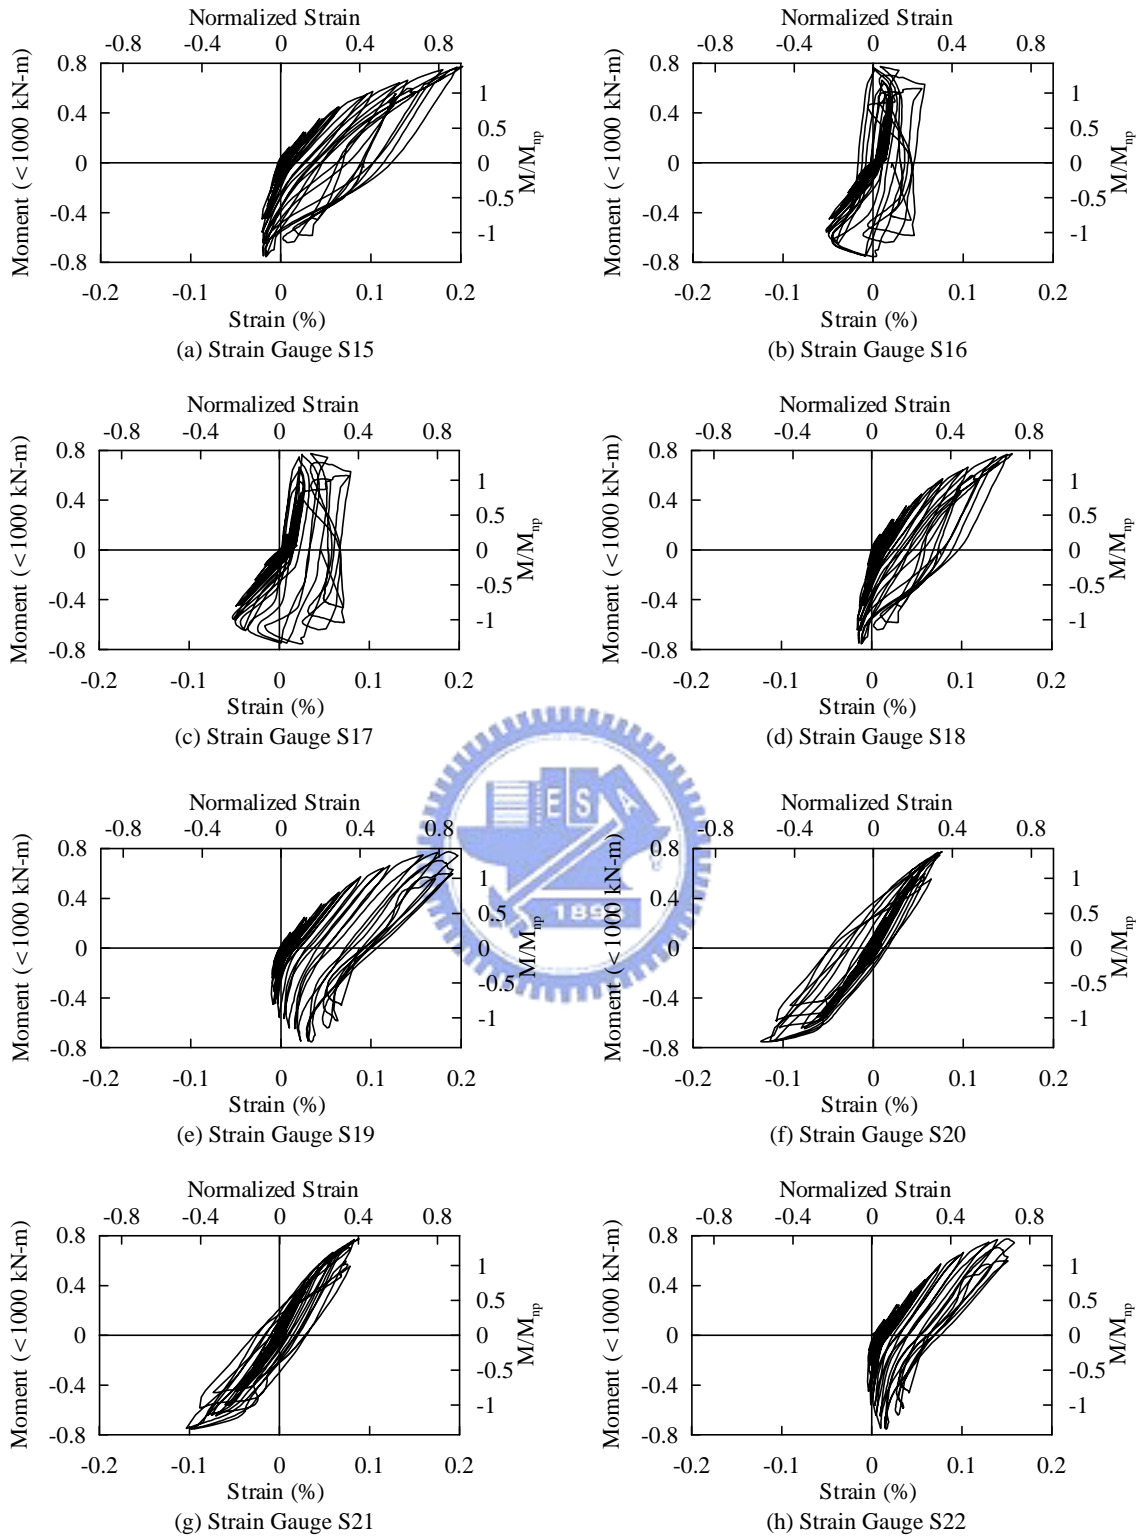 Normalized Strain Normalized Strain
-0.8 -0.4 0 0.4 0.8 -0.8 -0.4 0 0.4 0.8
0.8 0.4 0 -0.4 -0.8 1 0.5 0 -0.5 -1 0.8 0.4 0 -0.4 -0.8 1 0.5 0 -0.5 -1
Moment (<1000 kN-m) M/Mnp Moment (<1000 kN-m) M/Mnp
-0.2 -0.1 0 0.1 0.2 -0.2 -0.1 0 0.1 0.2
Strain (%) Strain (%)
(a) Strain Gauge S15 (b) Strain Gauge S16
Normalized Strain Normalized Strain
-0.8 -0.4 0 0.4 0.8 -0.8 -0.4 0 0.4 0.8
0.8 0.4 0 -0.4 -0.8 1 0.5 0 -0.5 -1 0.8 0.4 0 -0.4 -0.8 1 0.5 0 -0.5 -1
Moment (<1000 kN-m) M/Mnp Moment (<1000 kN-m) M/Mnp
-0.2 -0.1 0 0.1 0.2 -0.2 -0.1 0 0.1 0.2
Strain (%) Strain (%)
(c) Strain Gauge S17 (d) Strain Gauge S18
E S A
1896
Normalized Strain Normalized Strain
-0.8 -0.4 0 0.4 0.8 -0.8 -0.4 0 0.4 0.8
0.8 0.4 0 -0.4 -0.8 1 0.5 0 -0.5 -1 0.8 0.4 0 -0.4 -0.8 1 0.5 0 -0.5 -1
Moment (<1000 kN-m) M/Mnp Moment (<1000 kN-m) M/Mnp
-0.2 -0.1 0 0.1 0.2 -0.2 -0.1 0 0.1 0.2
Strain (%) Strain (%)
(e) Strain Gauge S19 (f) Strain Gauge S20
Normalized Strain Normalized Strain
-0.8 -0.4 0 0.4 0.8 -0.8 -0.4 0 0.4 0.8
0.8 0.4 0 -0.4 -0.8 1 0.5 0 -0.5 -1 0.8 0.4 0 -0.4 -0.8 1 0.5 0 -0.5 -1
Moment (<1000 kN-m) M/Mnp Moment (<1000 kN-m) M/Mnp
-0.2 -0.1 0 0.1 0.2 -0.2 -0.1 0 0.1 0.2
Strain (%) Strain (%)
(g) Strain Gauge S21 (h) Strain Gauge S22